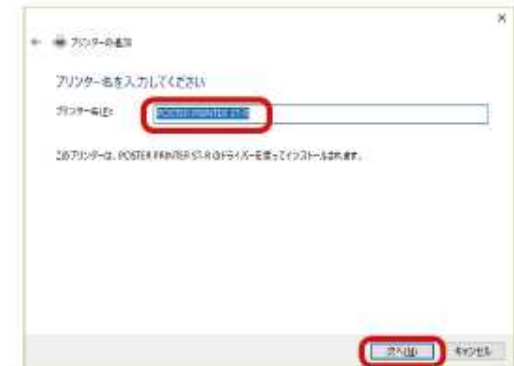 プリンターの追加
プリンター名を入力してください
プリンター名(P):
POSTER PRINTER ST-R
このプリンターは、POSTER PRINTER ST-R のドライバーを使ってインストールされます。
次へ(N)
キャンセル